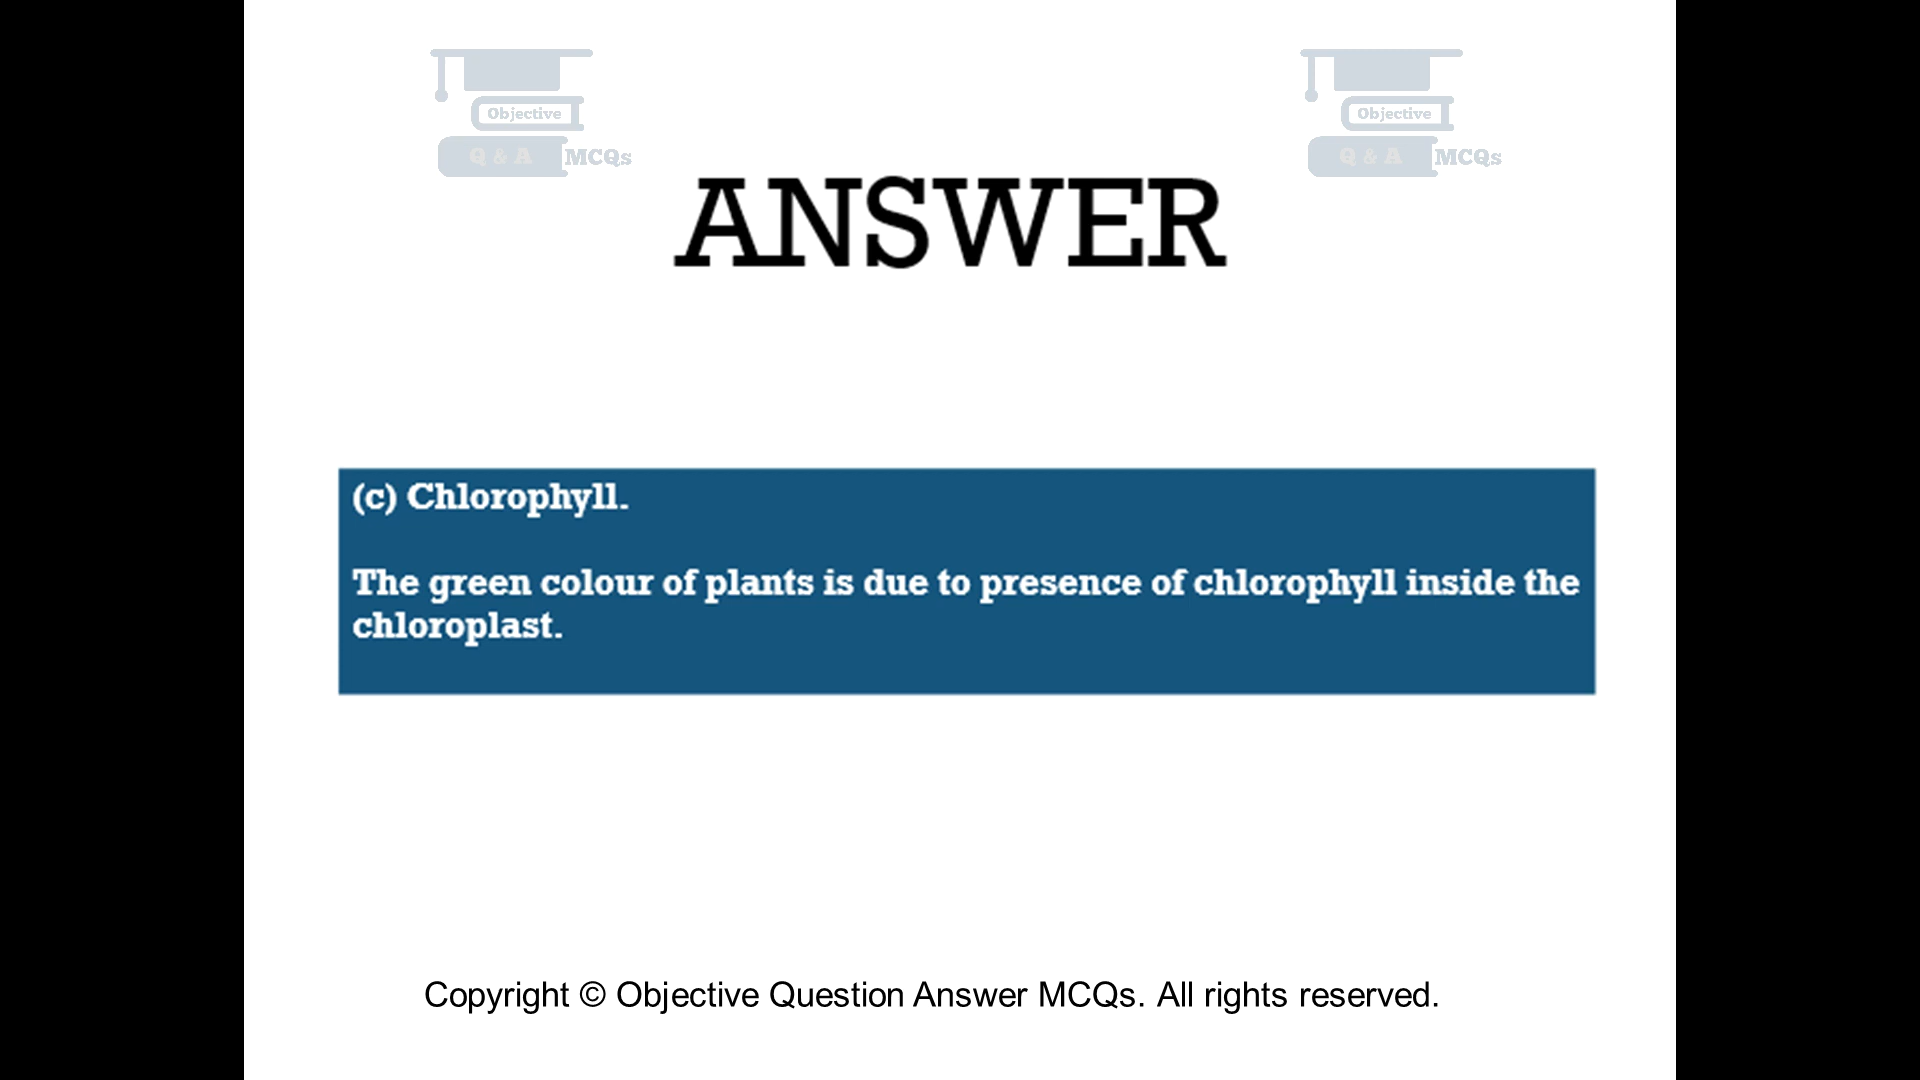 Objective
Q & A MCQs
Objective
Q & A MCQs
ANSWER
(c) Chlorophyll.
The green colour of plants is due to presence of chlorophyll inside the
chloroplast.
Copyright © Objective Question Answer MCQs. All rights reserved.